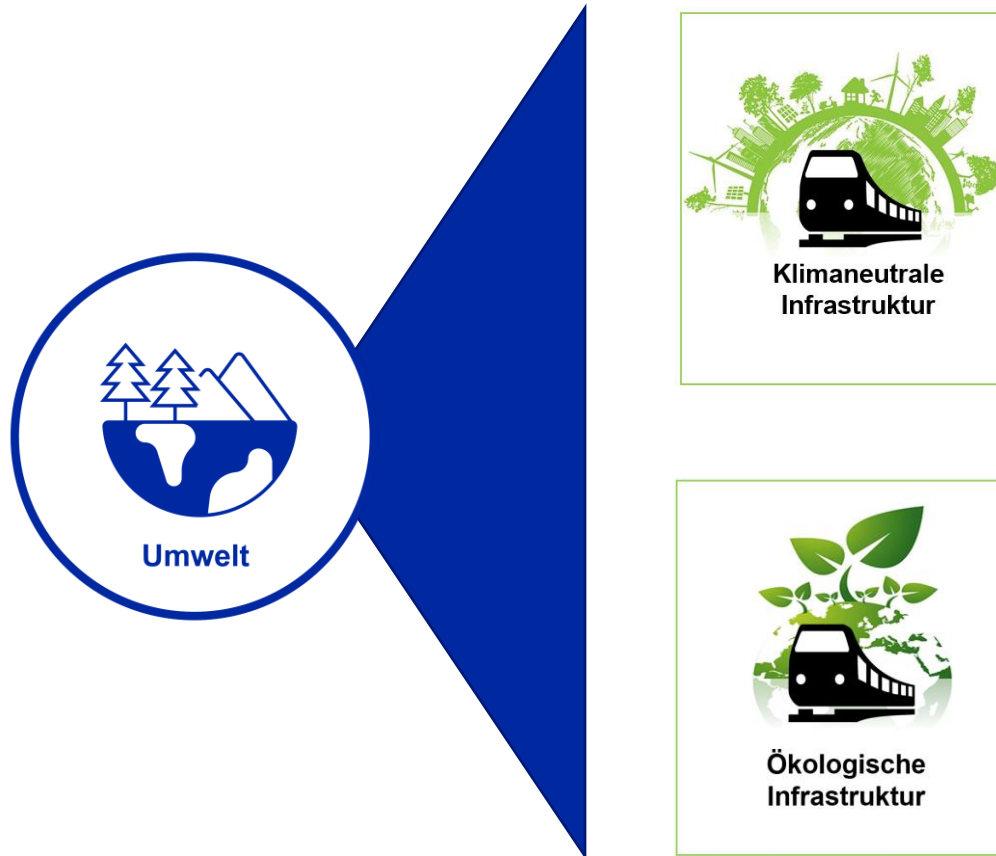 Klimaneutrale
Infrastruktur
Umwelt
Ökologische
Infrastruktur